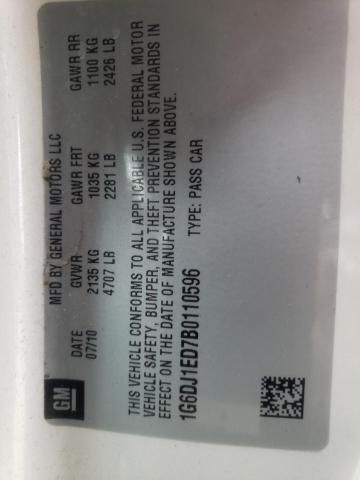 GM
MFD BY GENERAL MOTORS LLC
DATE GVWR GAWR FRT GAWR RR
07/10 2135 KG 1035 KG 1100 KG
4707 LB 2281 LB 2426 LB
THIS VEHICLE CONFORMS TO ALL APPLICABLE U.S. FEDERAL MOTOR
VEHICLE SAFETY, BUMPER, AND THEFT PREVENTION STANDARDS IN
EFFECT ON THE DATE OF MANUFACTURE SHOWN ABOVE.
1G6DJ1ED7B0110596 TYPE: PASS CAR